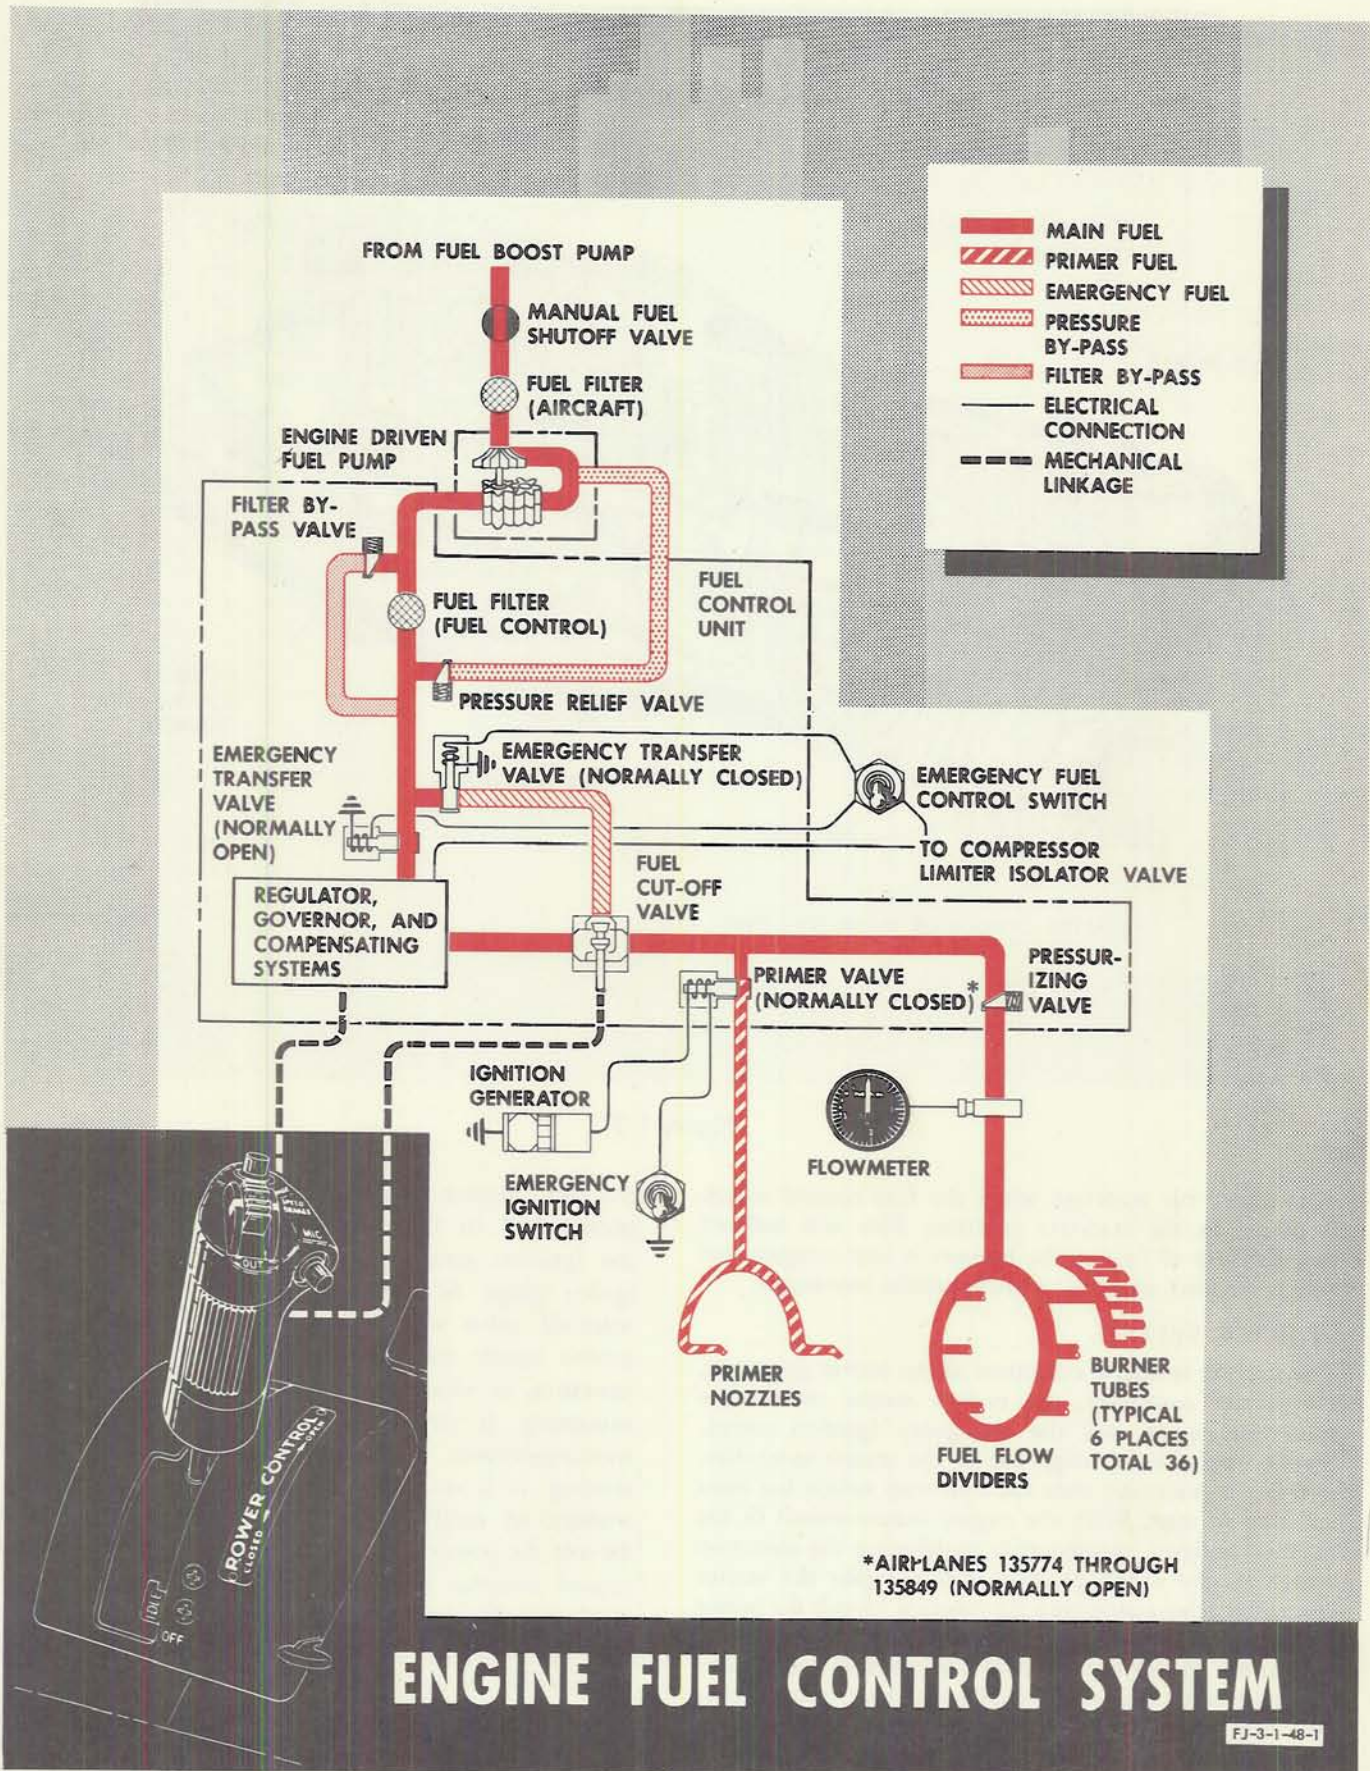 FROM FUEL BOOST PUMP
MANUAL FUEL
SHUTOFF VALVE
FUEL FILTER
(AIRCRAFT)
ENGINE DRIVEN
FUEL PUMP
FILTER BY-
PASS VALVE
FUEL FILTER
(FUEL CONTROL)
FUEL
CONTROL
UNIT
PRESSURE RELIEF VALVE
EMERGENCY
TRANSFER
VALVE
(NORMALLY
OPEN)
EMERGENCY TRANSFER
VALVE (NORMALLY CLOSED)
EMERGENCY FUEL
CONTROL SWITCH
TO COMPRESSOR
LIMITER ISOLATOR VALVE
FUEL
CUT-OFF
VALVE
REGULATOR,
GOVERNOR, AND
COMPENSATING
SYSTEMS
PRIMER VALVE
(NORMALLY CLOSED)*
PRESSUR-
IZING
VALVE
IGNITION
GENERATOR
EMERGENCY
IGNITION
SWITCH
FLOWMETER
PRIMER
NOZZLES
FUEL FLOW
DIVIDERS
BURNER
TUBES
(TYPICAL
6 PLACES
TOTAL 36)
MAIN FUEL
PRIMER FUEL
EMERGENCY FUEL
PRESSURE
BY-PASS
FILTER BY-PASS
ELECTRICAL
CONNECTION
MECHANICAL
LINKAGE
SPEED
BRAKES
MIC
OUT
POWER CONTROL
CLOSED
OPEN
IDLE
OFF
*AIRPLANES 135774 THROUGH
135849 (NORMALLY OPEN)
ENGINE FUEL CONTROL SYSTEM
FJ-3-1-48-1